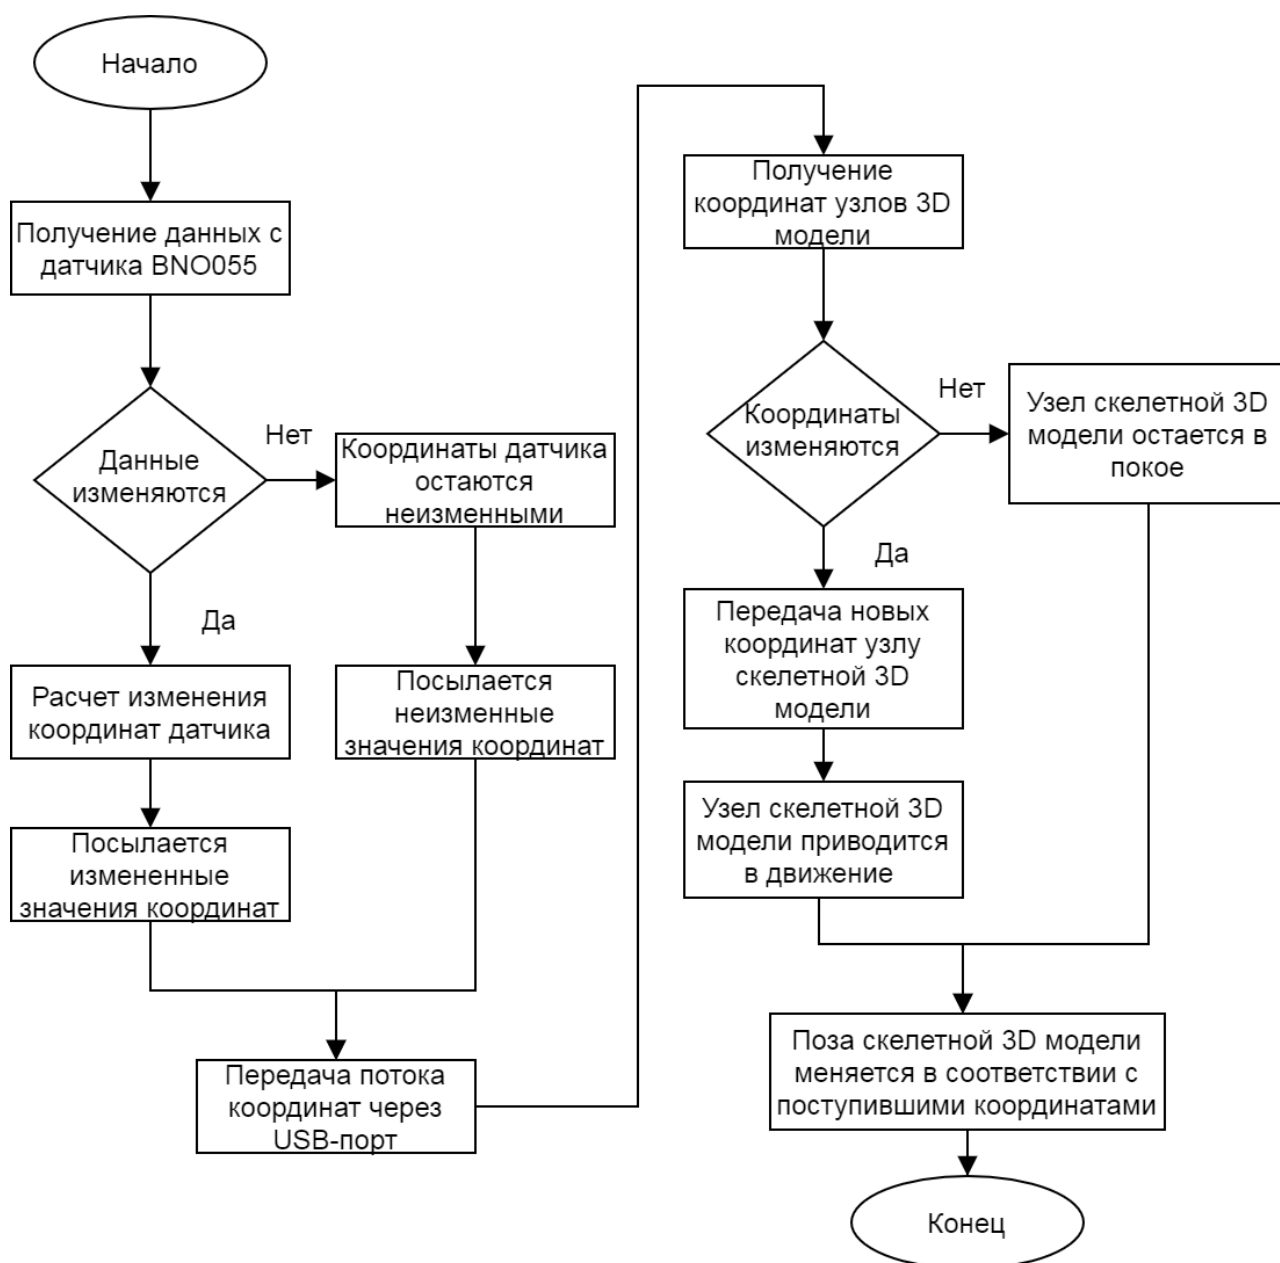 Начало
Получение данных с
датчика BNO055
Данные
изменяются
Нет
Координаты датчика
остаются
неизменными
Да
Расчет изменения
координат датчика
Посылается
неизменные
значения координат
Посылается
измененные
значения координат
Передача потока
координат через
USB-порт
Получение
координат узлов 3D
модели
Координаты
изменяются
Нет
Узел скелетной 3D
модели остается в
покое
Да
Передача новых
координат узлу
скелетной 3D
модели
Узел скелетной 3D
модели приводится
в движение
Поза скелетной 3D модели
меняется в соответствии с
поступившими координатами
Конец